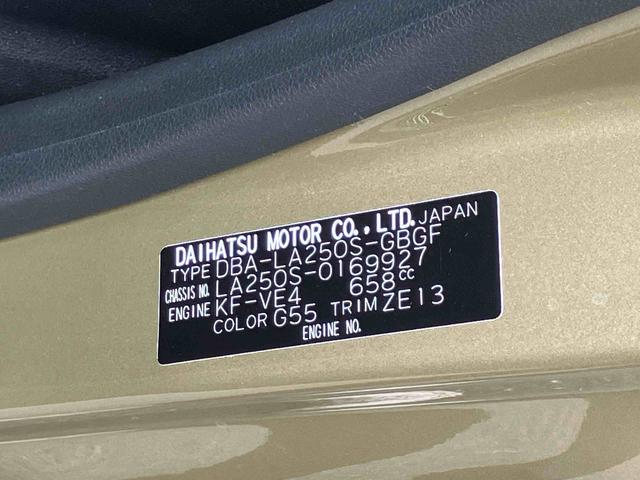 DAIHATSU MOTOR CO., LTD. JAPAN
TYPE DBA-LA250S-GBGF
CHASSIS NO. LA250S-0169927
ENGINE KF-VE4 658cc
COLOR G55 TRIM ZE13
ENGINE NO.